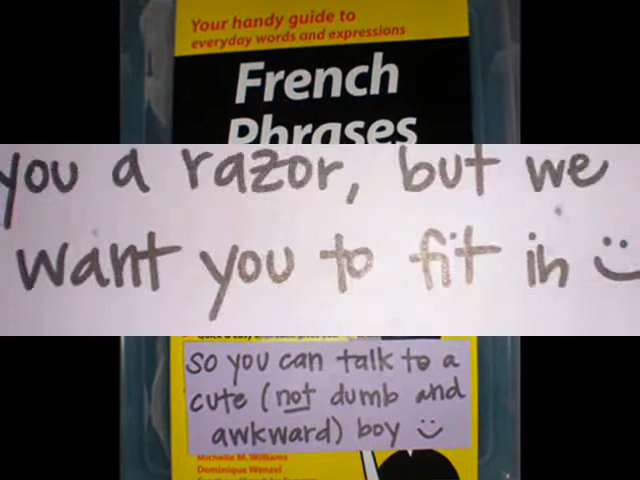 Your handy guide to
everyday words and expressions
French
Phrases
you a razor, but we
want you to fit in :)
so you can talk to a
cute (not dumb and
awkward) boy :)
Michelle M. Williams
Dominique Wenzel